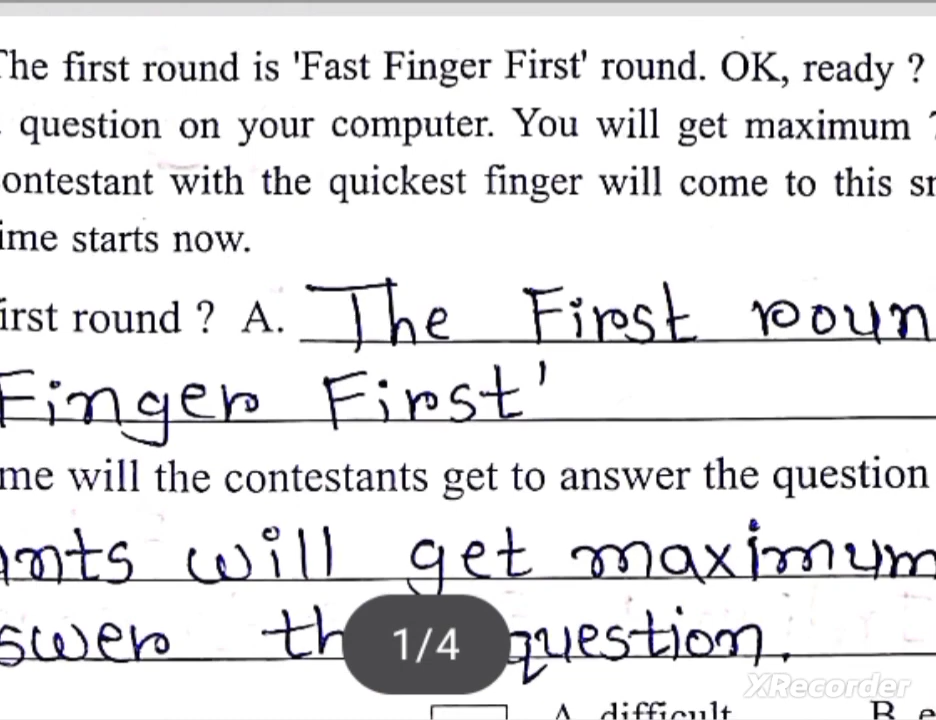 The first round is 'Fast Finger First' round. OK, ready ?
question on your computer. You will get maximum
ontestant with the quickest finger will come to this
ime starts now.
irst round ? A. The First roun
Finger First'
me will the contestants get to answer the question
ants will get maximum
swer th question.
1/4
XRecorder
A. difficult B